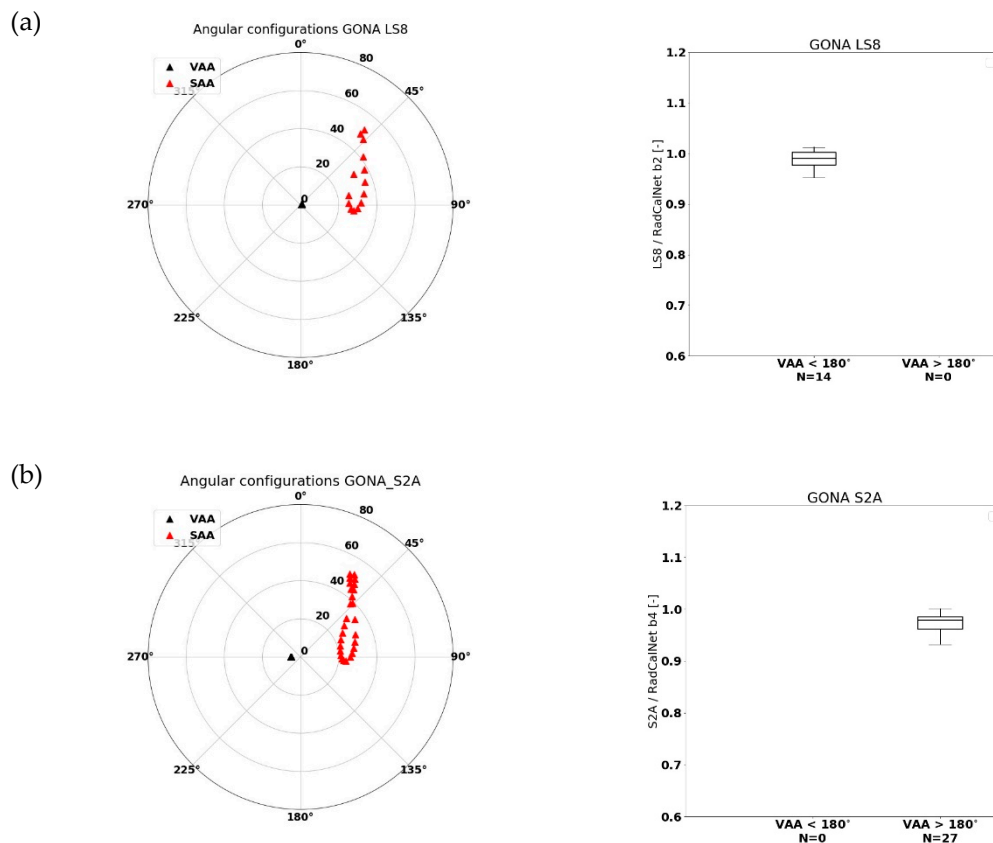 (a)
Angular configurations GONA LS8
0°
80
VAA
SAA
315°
60
45°
40
20
0
270°
90°
225°
135°
180°
GONA LS8
1.2
1.1
1.0
0.9
0.8
0.7
0.6
LS8 / RadCalNet b2 [-]
VAA < 180° VAA > 180°
N=14 N=0
(b)
Angular configurations GONA_S2A
0°
80
VAA
SAA
315°
60
45°
40
20
0
270°
90°
225°
135°
180°
GONA S2A
1.2
1.1
1.0
0.9
0.8
0.7
0.6
S2A / RadCalNet b4 [-]
VAA < 180° VAA > 180°
N=0 N=27